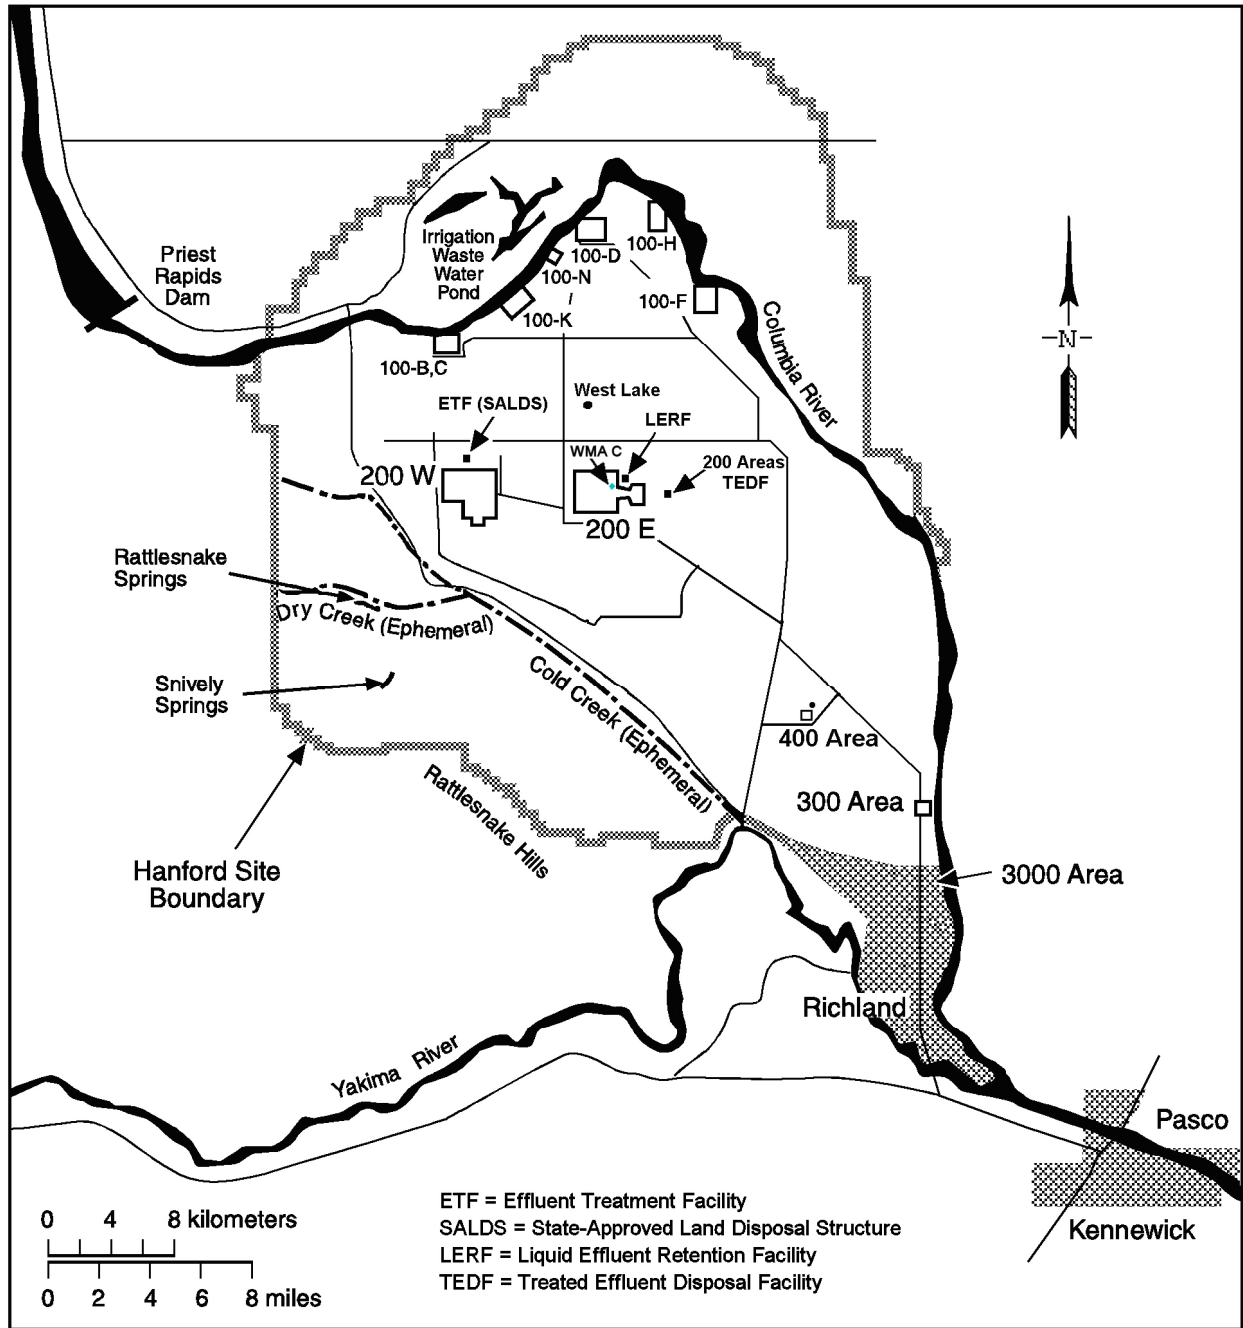 Priest
Rapids
Dam
Irrigation
Waste
Water
Pond
100-D
100-H
100-N
100-F
100-K
100-B,C
Columbia River
N
ETF (SALDS)
West Lake
LERF
WMA C
200 Areas
TEDF
200 W
200 E
Rattlesnake
Springs
Dry Creek (Ephemeral)
Snively
Springs
Cold Creek (Ephemeral)
400 Area
300 Area
Rattlesnake Hills
Hanford Site
Boundary
3000 Area
Richland
Yakima River
Pasco
Kennewick
0 4 8 kilometers
0 2 4 6 8 miles
ETF = Effluent Treatment Facility
SALDS = State-Approved Land Disposal Structure
LERF = Liquid Effluent Retention Facility
TEDF = Treated Effluent Disposal Facility